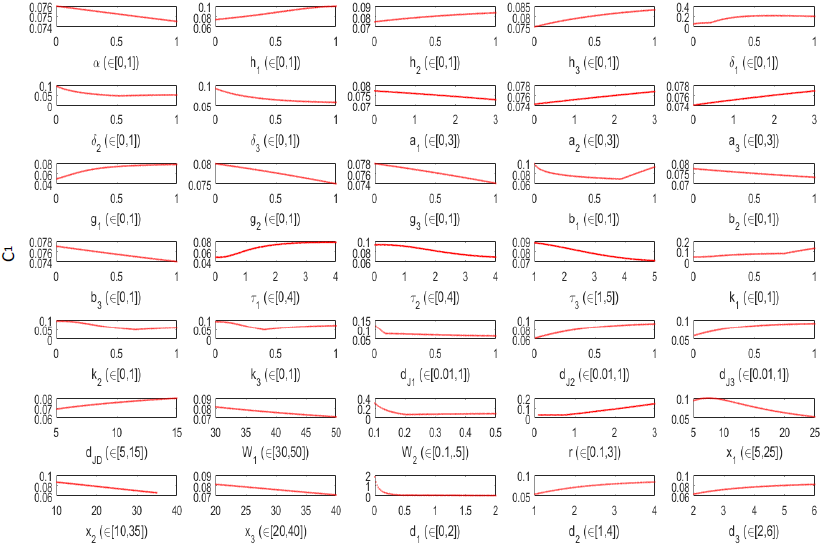 0.076 0.1 0.09 0.085 0.4
0.075 0.08 0.08 0.08 0.2
0.074 0.06 0.07 0.075 0
0 0.5 1 0 0.5 1 0 0.5 1 0 0.5 1 0 0.5 1
α (∈[0,1)) h₁ (∈[0,1]) h₂ (∈[0,1]) h₃ (∈[0,1]) δ₁ (∈[0,1)
0.1 0.1 0.08 0.078 0.078
0.05 0.075 0.076 0.076
0 0.05 0.07 0.074 0.074
0 0.5 1 0 0.5 1 0 1 2 3 0 1 2 3 0 1 2 3
δ₂ (∈[0,1)) δ₃ (∈[0,1)) a₁ (∈[0,3]) a₂ (∈[0,3]) a₃ (∈[0,3])
0.08 0.08 0.078 0.1 0.08
0.06 0.076 0.08 0.075
0.04 0.075 0.074 0.06 0.07
0 0.5 1 0 0.5 1 0 0.5 1 0 0.5 1 0 0.5 1
g₁ (∈[0,1]) g₂ (∈[0,1]) g₃ (∈[0,1]) b₁ (∈[0,1]) b₂ (∈[0,1])
C¹
0.078 0.08 0.1 0.09 0.2
0.076 0.06 0.08 0.08 0.1
0.074 0.04 0.06 0.07 0
0 0.5 1 0 1 2 3 4 0 1 2 3 4 1 2 3 4 5 0 0.5 1
b₃ (∈[0,1]) τ₁ (∈[0,4]) τ₂ (∈[0,4]) τ₃ (∈[1,5]) k₁ (∈[0,1])
0.1 0.1 0.15 0.1 0.1
0.05 0.05 0.1 0.08
0 0 0.05 0.06 0.05
0 0.5 1 0 0.5 1 0 0.5 1 0 0.5 1 0 0.5 1
k₂ (∈[0,1]) k₃ (∈[0,1]) d_J1 (∈[0.01,1]) d_J2 (∈[0.01,1]) d_J3 (∈[0.01,1])
0.08 0.09 0.4 0.2 0.1
0.07 0.08 0.2 0.1
0.06 0.07 0 0 0.05
5 10 15 30 35 40 45 50 0.1 0.2 0.3 0.4 0.5 0 1 2 3 5 10 15 20 25
d_JD (∈[5,15]) W₁ (∈[30,50]) W₂ (∈[0.1,.5]) r (∈[0.1,3]) x₁ (∈[5,25])
0.1 0.09 2 0.1 0.1
0.08 0.08 1 0.08
0.06 0.07 0 0.05 0.06
10 20 30 40 20 25 30 35 40 0 0.5 1 1.5 2 1 2 3 4 2 3 4 5 6
x₂ (∈[10,35]) x₃ (∈[20,40]) d₁ (∈[0,2]) d₂ (∈[1,4]) d₃ (∈[2,6])